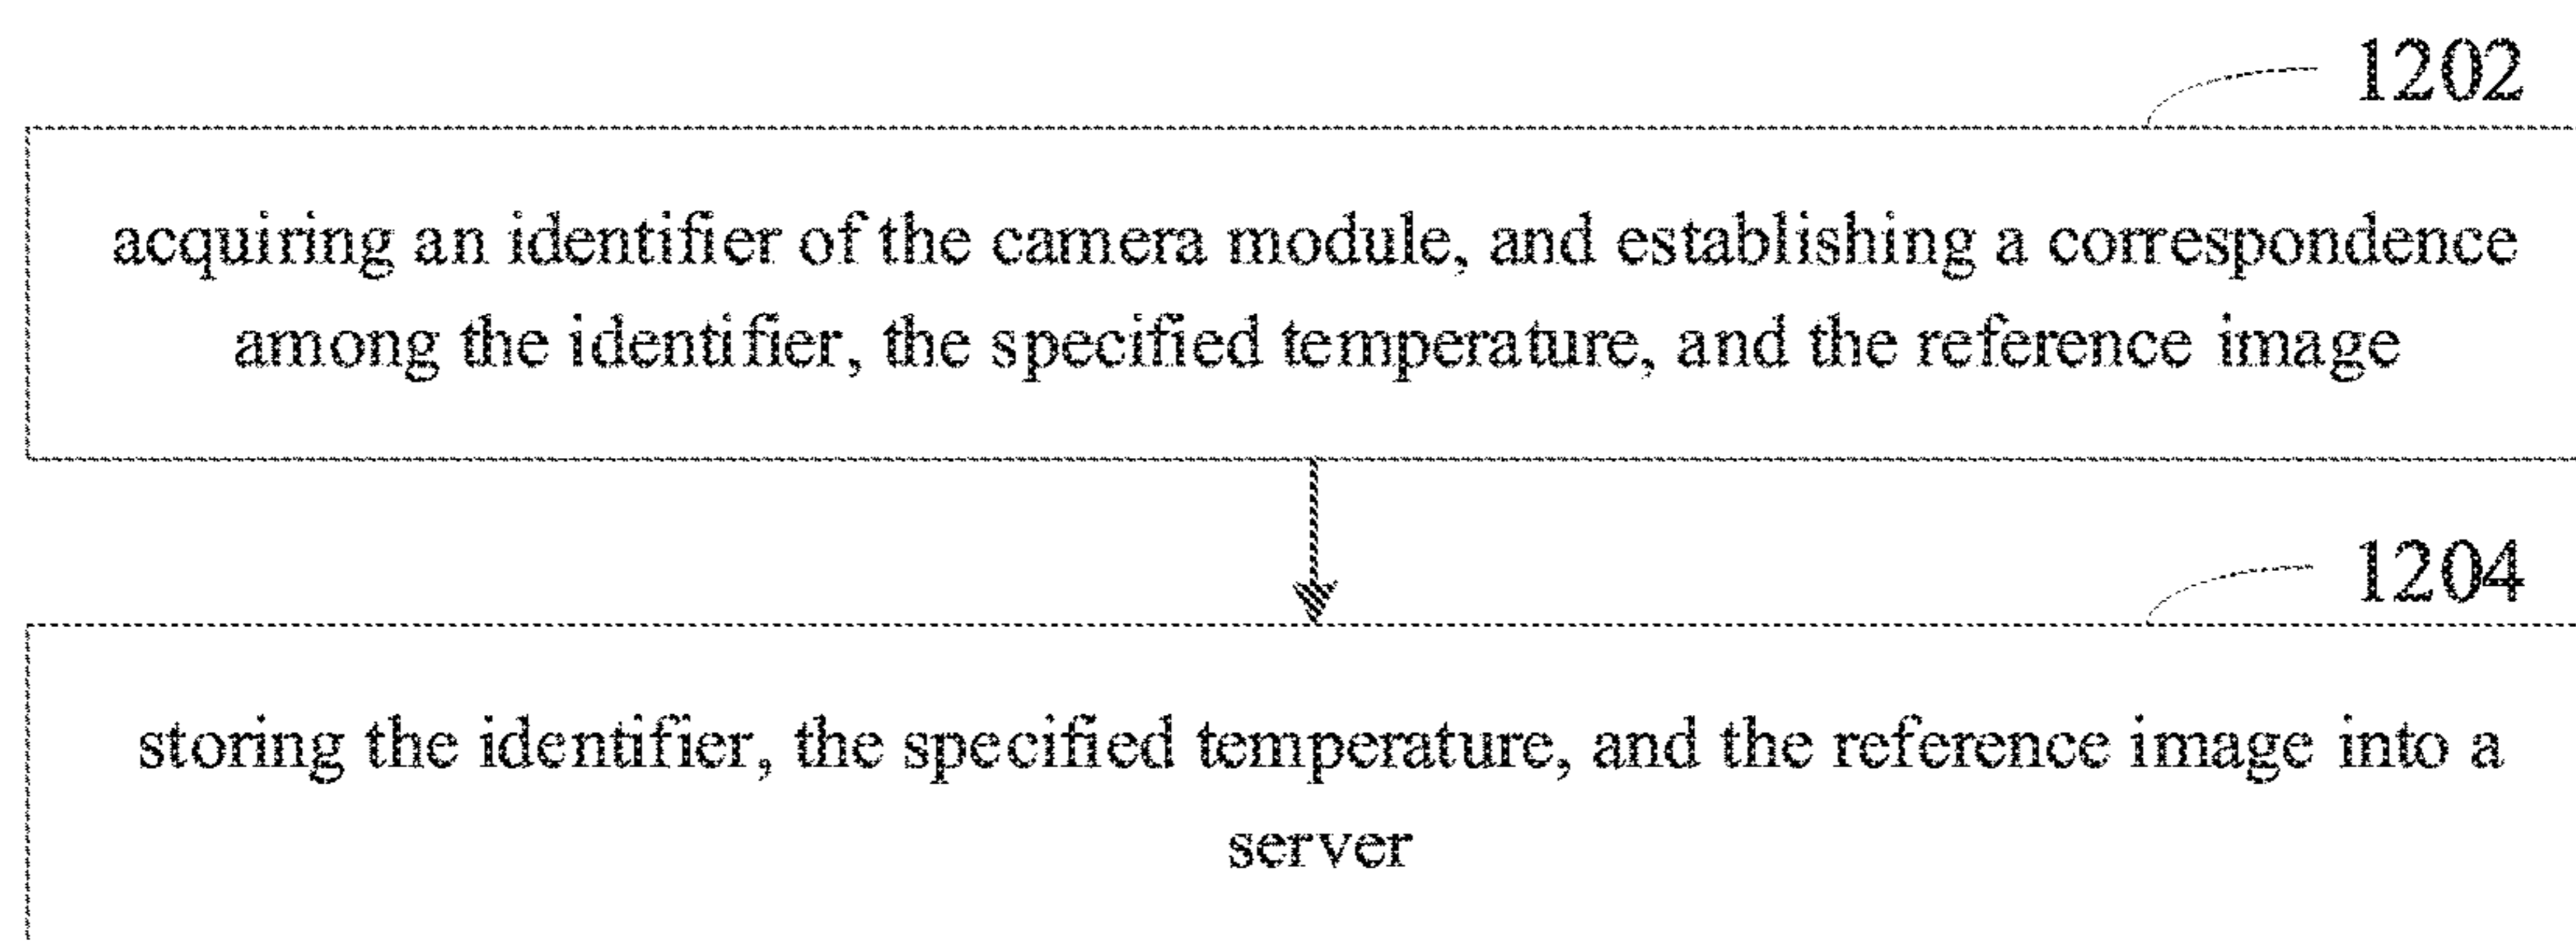 1202
acquiring an identifier of the camera module, and establishing a correspondence
among the identifier, the specified temperature, and the reference image
1204
storing the identifier, the specified temperature, and the reference image into a
server